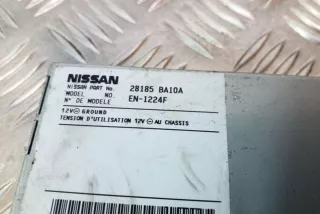 NISSAN
NISSAN PART No. 28185 BA10A
MODEL NO. EN-1224F
N° DE MODELE
12V⊖ GROUND
TENSION D'UTILISATION 12V ⊖ AU CHASSIS